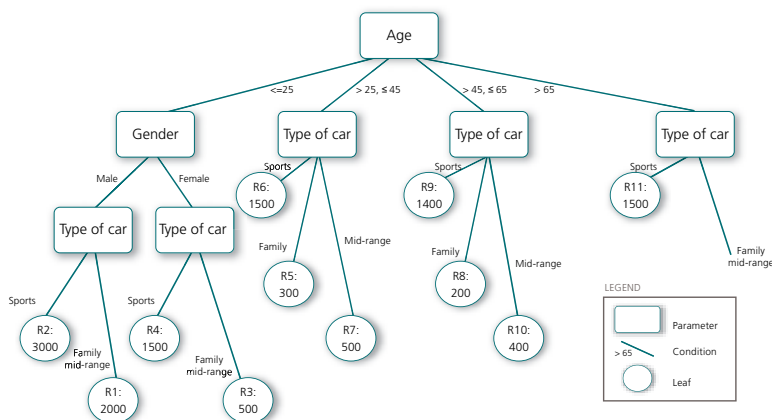 Age
<=25
> 25, ≤ 45
> 45, ≤ 65
> 65
Gender
Type of car
Type of car
Type of car
Male
Female
Sports
R6:
1500
Sports
R9:
1400
Sports
R11:
1500
Type of car
Type of car
Family
R5:
300
Mid-range
Family
R8:
200
Mid-range
Family
mid-range
Sports
R2:
3000
Family
mid-range
R1:
2000
Sports
R4:
1500
Family
mid-range
R3:
500
R7:
500
R10:
400
LEGEND
Parameter
> 65
Condition
Leaf